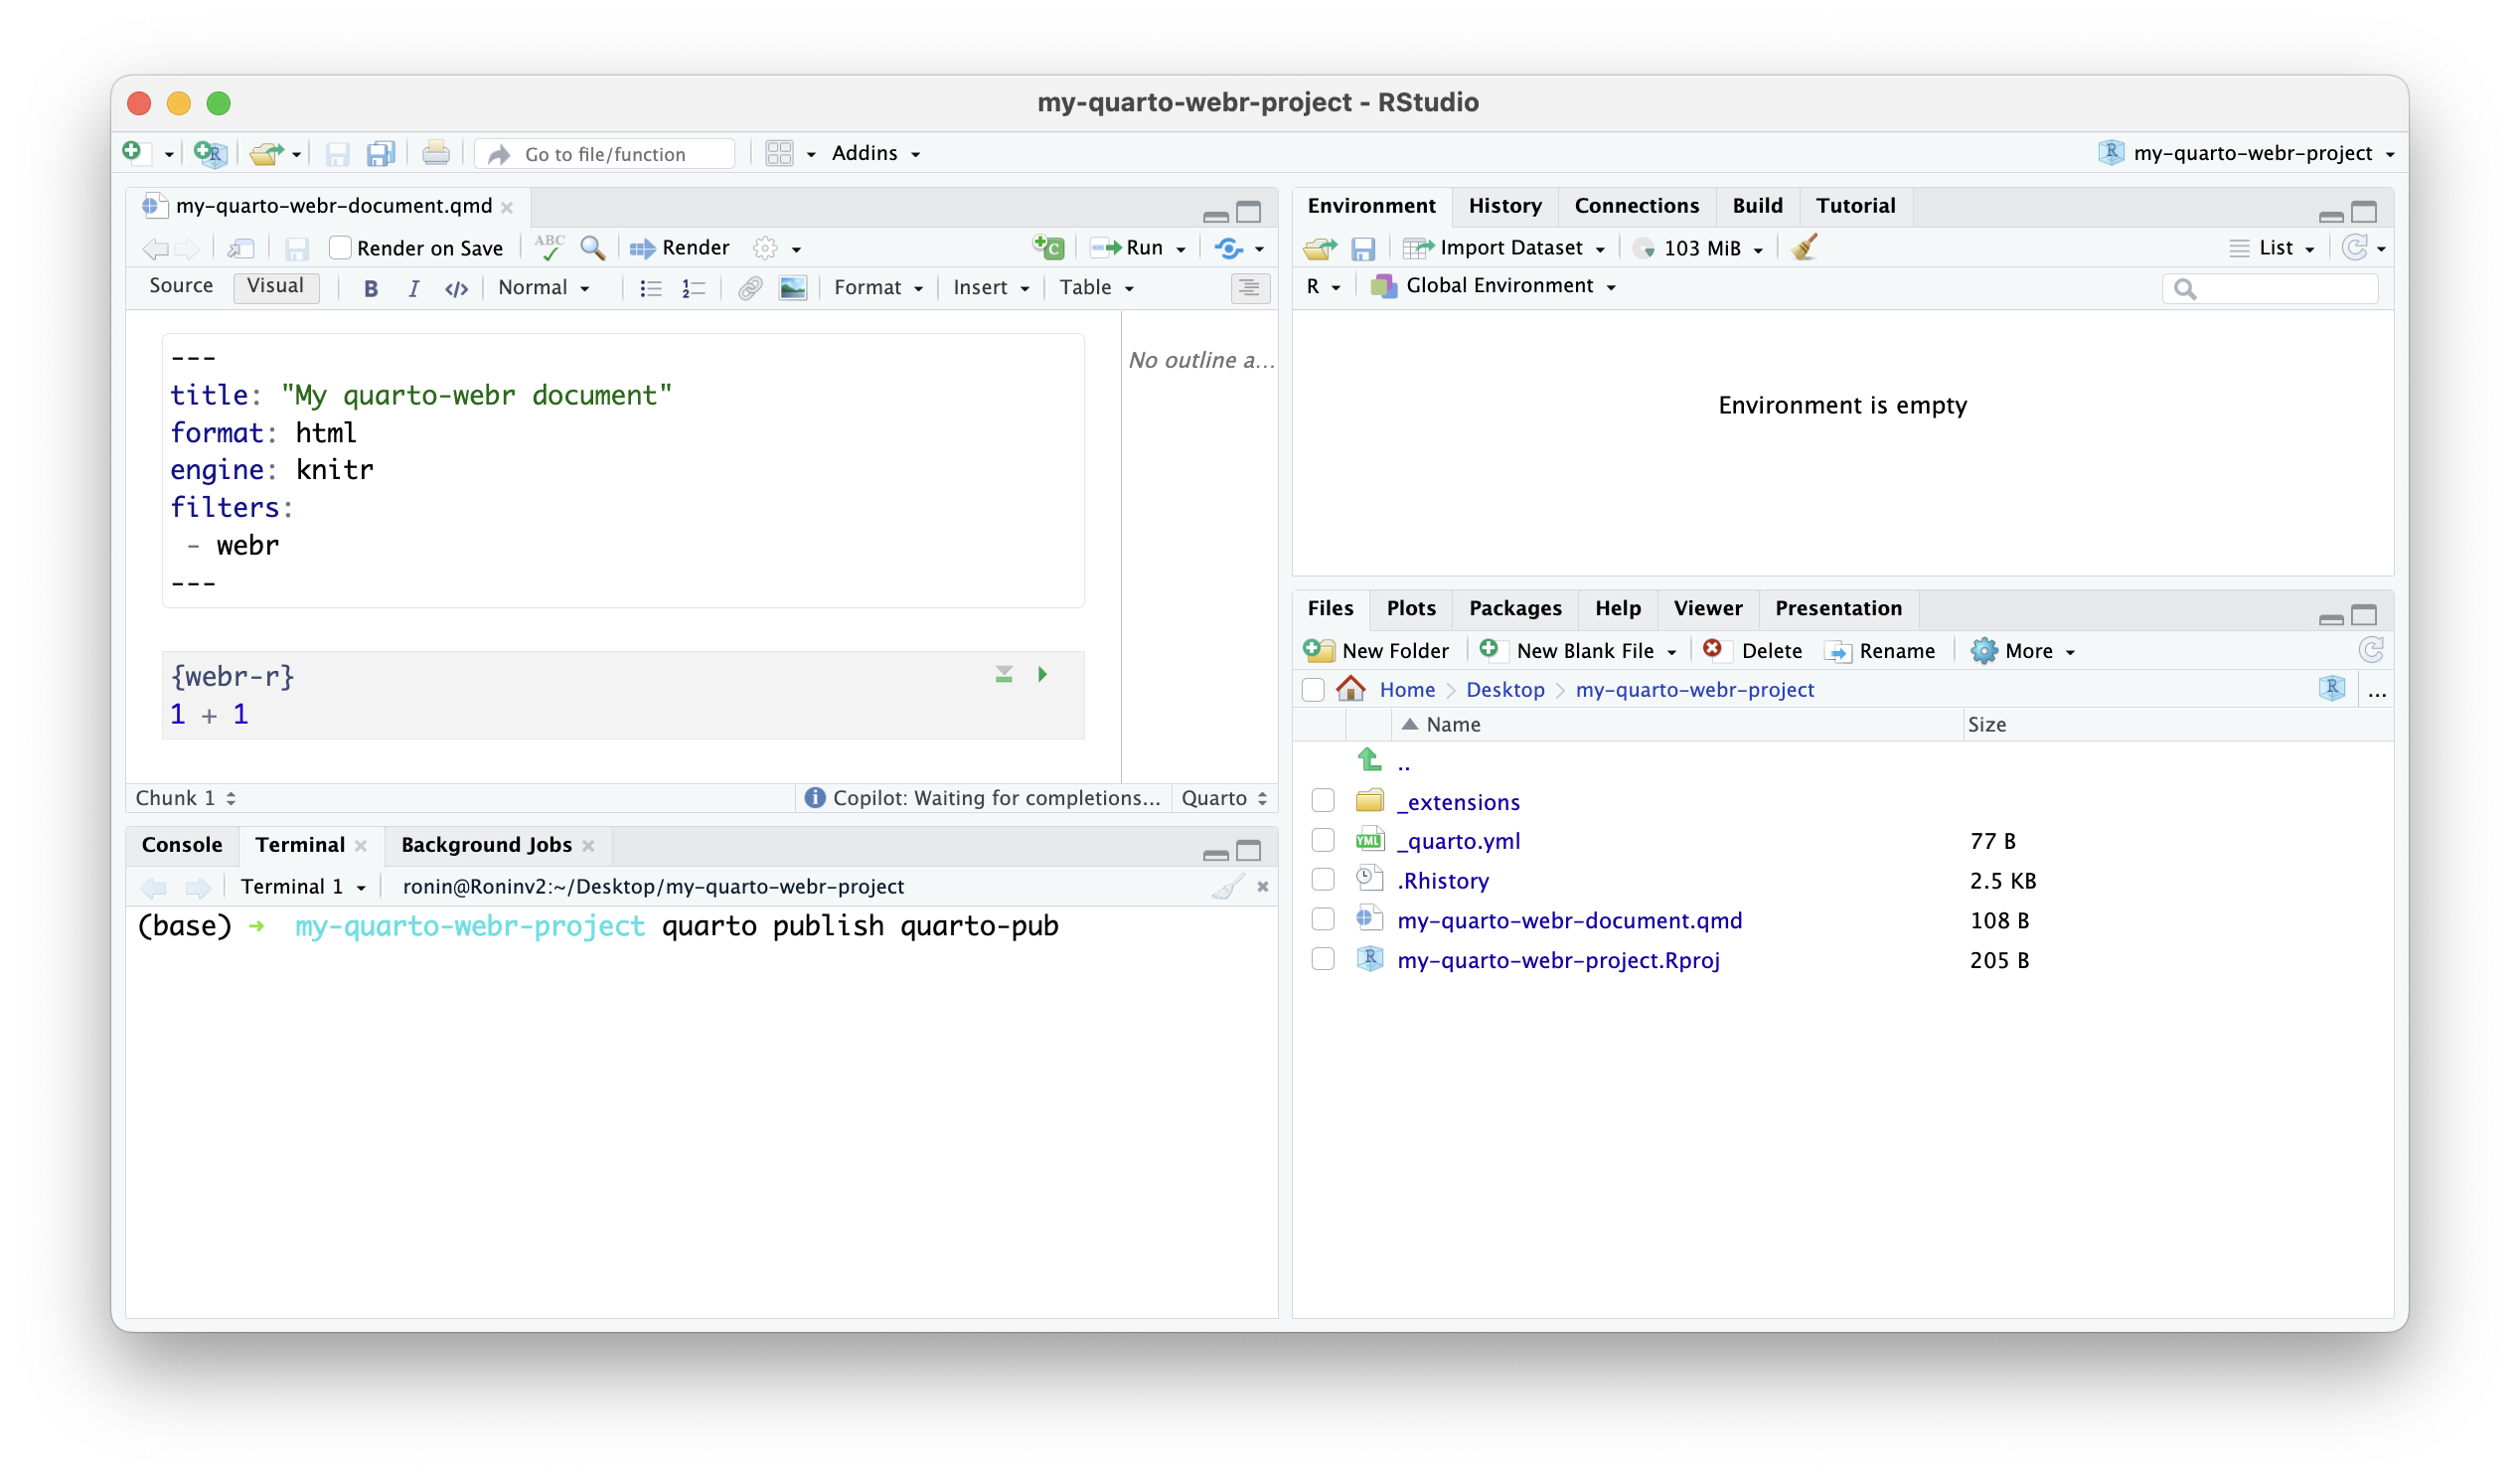 my-quarto-webr-project - RStudio
Go to file/function
Addins
my-quarto-webr-project
my-quarto-webr-document.qmd
Render on Save
ABC
Render
Run
Source
Visual
B
I
</>
Normal
Format
Insert
Table
---
title: "My quarto-webr document"
format: html
engine: knitr
filters:
- webr
---
No outline a...
{webr-r}
1 + 1
Chunk 1
Copilot: Waiting for completions...
Quarto
Console
Terminal
Background Jobs
Terminal 1
ronin@Roninv2:~/Desktop/my-quarto-webr-project
(base) ➜ my-quarto-webr-project quarto publish quarto-pub
Environment
History
Connections
Build
Tutorial
Import Dataset
103 MiB
List
R
Global Environment
Environment is empty
Files
Plots
Packages
Help
Viewer
Presentation
New Folder
New Blank File
Delete
Rename
More
Home
Desktop
my-quarto-webr-project
R
...
Name
Size
..
_extensions
YML
_quarto.yml
77 B
.Rhistory
2.5 KB
my-quarto-webr-document.qmd
108 B
my-quarto-webr-project.Rproj
205 B